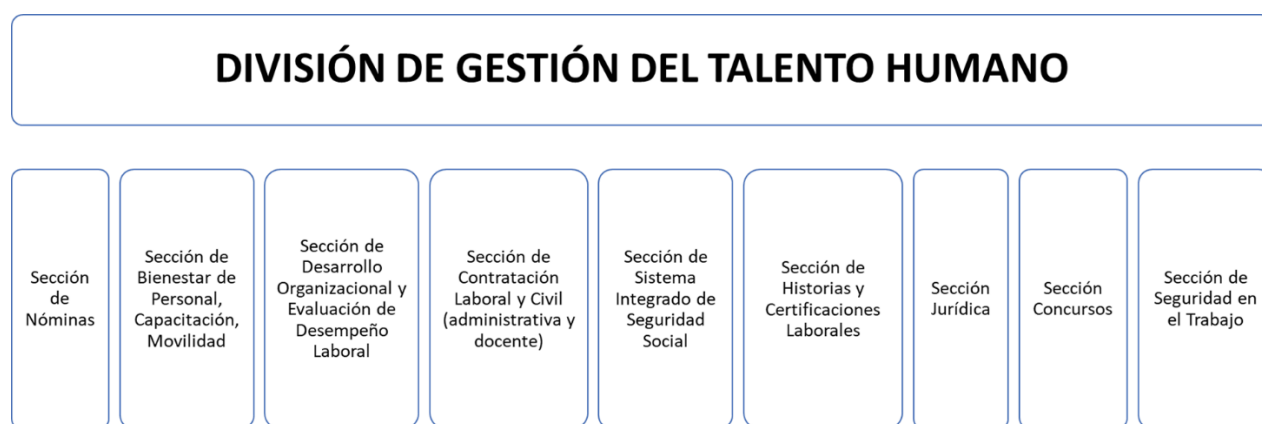 DIVISIÓN DE GESTIÓN DEL TALENTO HUMANO
Sección
de
Nóminas
Sección de
Bienestar de
Personal,
Capacitación,
Movilidad
Sección de
Desarrollo
Organizacional y
Evaluación de
Desempeño
Laboral
Sección de
Contratación
Laboral y Civil
(administrativa y
docente)
Sección de
Sistema
Integrado de
Seguridad
Social
Sección de
Historias y
Certificaciones
Laborales
Sección
Jurídica
Sección
Concursos
Sección de
Seguridad en
el Trabajo